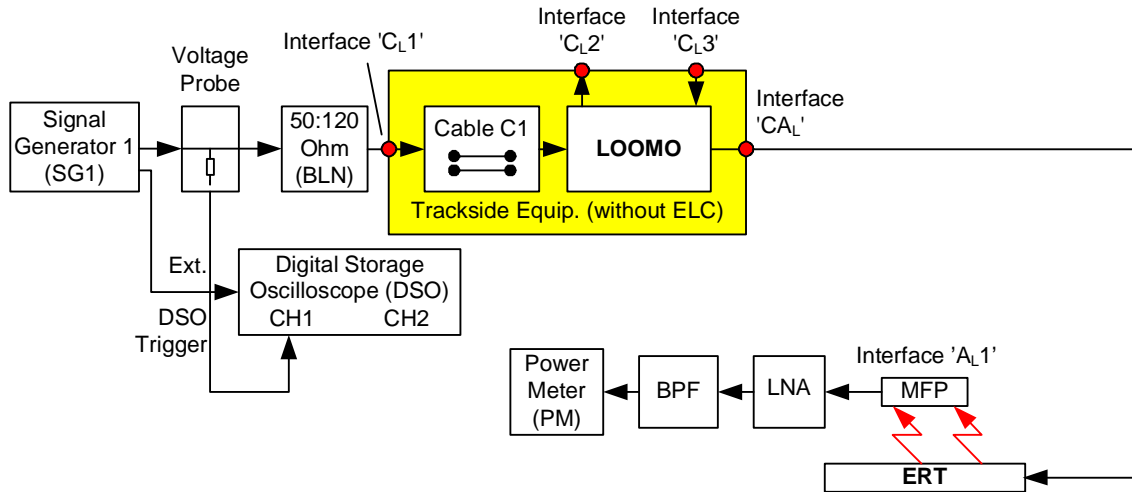 Interface 'CL1'
Interface
'CL2'
Interface
'CL3'
Voltage
Probe
Interface
'CAL'
Signal
Generator 1
(SG1)
50:120
Ohm
(BLN)
Cable C1
LOOMO
Trackside Equip. (without ELC)
Ext.
DSO
Trigger
Digital Storage
Oscilloscope (DSO)
CH1 CH2
Power
Meter
(PM)
BPF
LNA
Interface 'AL1'
MFP
ERT